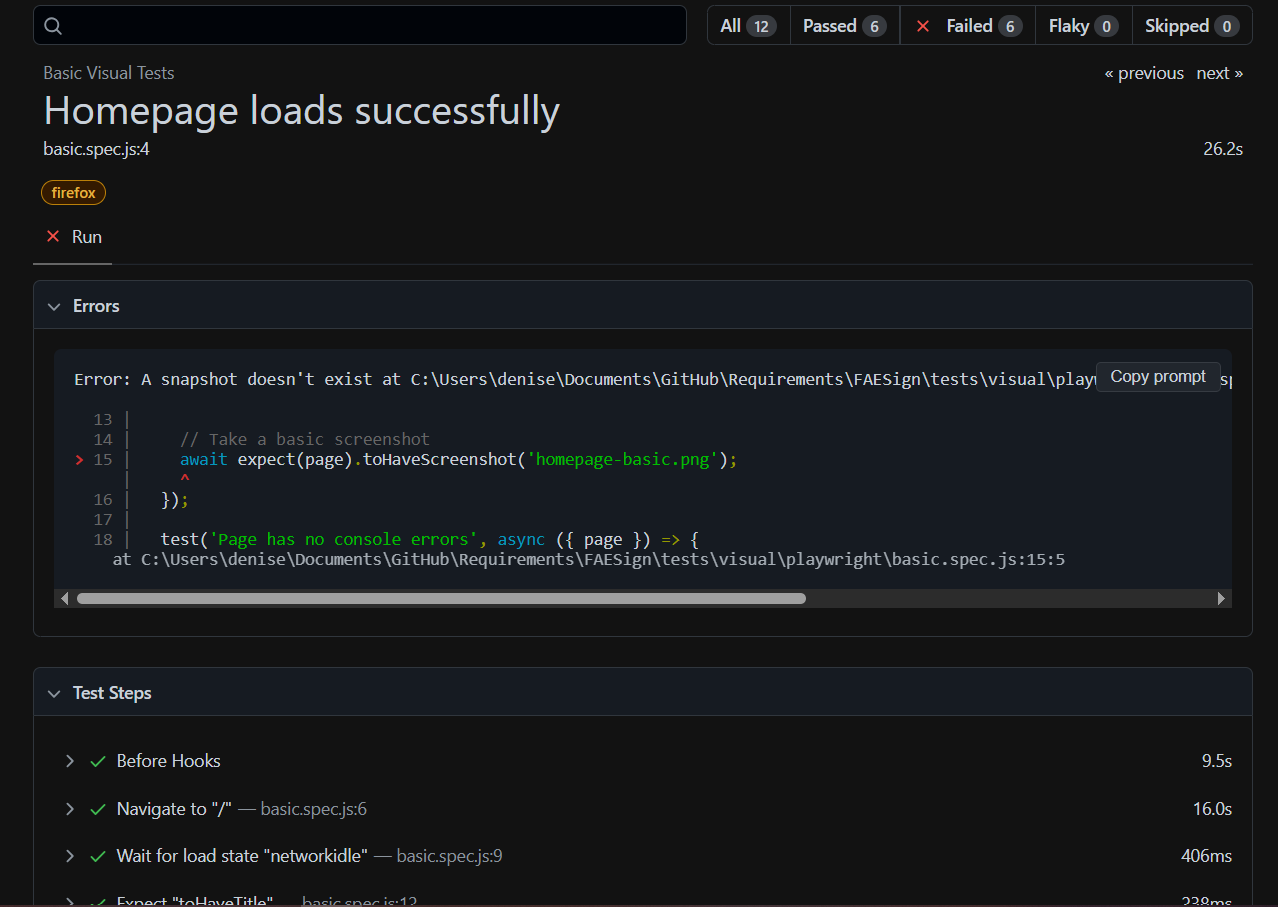 All 12 Passed 6 Failed 6 Flaky 0 Skipped 0
Basic Visual Tests
« previous next »
Homepage loads successfully
basic.spec.js:4
26.2s
firefox
Run
Errors
Error: A snapshot doesn't exist at C:\Users\denise\Documents\GitHub\Requirements\FAESign\tests\visual\play
Copy prompt
13 |
14 | // Take a basic screenshot
> 15 | await expect(page).toHaveScreenshot('homepage-basic.png');
| ^
16 | });
17 |
18 | test('Page has no console errors', async ({ page }) => {
at C:\Users\denise\Documents\GitHub\Requirements\FAESign\tests\visual\playwright\basic.spec.js:15:5
Test Steps
Before Hooks 9.5s
Navigate to "/" — basic.spec.js:6 16.0s
Wait for load state "networkidle" — basic.spec.js:9 406ms
Expect "toHaveTitle" — basic.spec.js:12 238ms